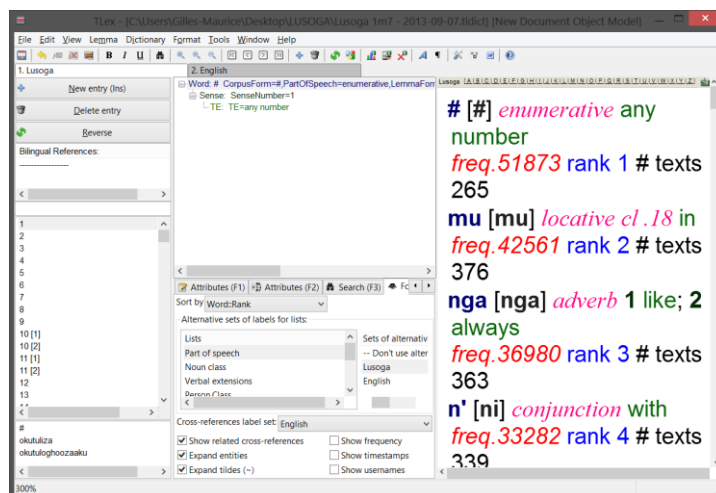 TLex - [C:\Users\Gilles-Maurice\Desktop\LUSOGA\Lusoga 1m7 - 2013-09-07.tldict] [New Document Object Model]
File Edit View Lemma Dictionary Format Tools Window Help
B I U
1. Lusoga
2. English
New entry (Ins)
Delete entry
Reverse
Bilingual References:
------------------
1
2
3
4
5
6
7
8
9
10 [1]
10 [2]
11 [1]
11 [2]
12
13
#
okutuliza
okutuloghoozaaku
300%
Word: # CorpusForm=#,PartOfSpeech=enumerative,LemmaForm
Sense: SenseNumber=1
TE: TE=any number
Attributes (F1) Attributes (F2) Search (F3) Fo
Sort by Word::Rank
Alternative sets of labels for lists:
Lists
Part of speech
Noun class
Verbal extensions
Person Class
Sets of alternativ
-- Don't use alter
Lusoga
English
Cross-references label set: English
Show related cross-references
Show frequency
Expand entities
Show timestamps
Expand tildes (~)
Show usernames
Lusoga [A|B|C|D|E|F|G|H|I|J|K|L|M|N|O|P|Q|R|S|T|U|V|W|X|Y|Z]
# [#] enumerative any
number
freq.51873 rank 1 # texts
265
mu [mu] locative cl .18 in
freq.42561 rank 2 # texts
376
nga [nga] adverb 1 like; 2
always
freq.36980 rank 3 # texts
363
n' [ni] conjunction with
freq.33282 rank 4 # texts
339